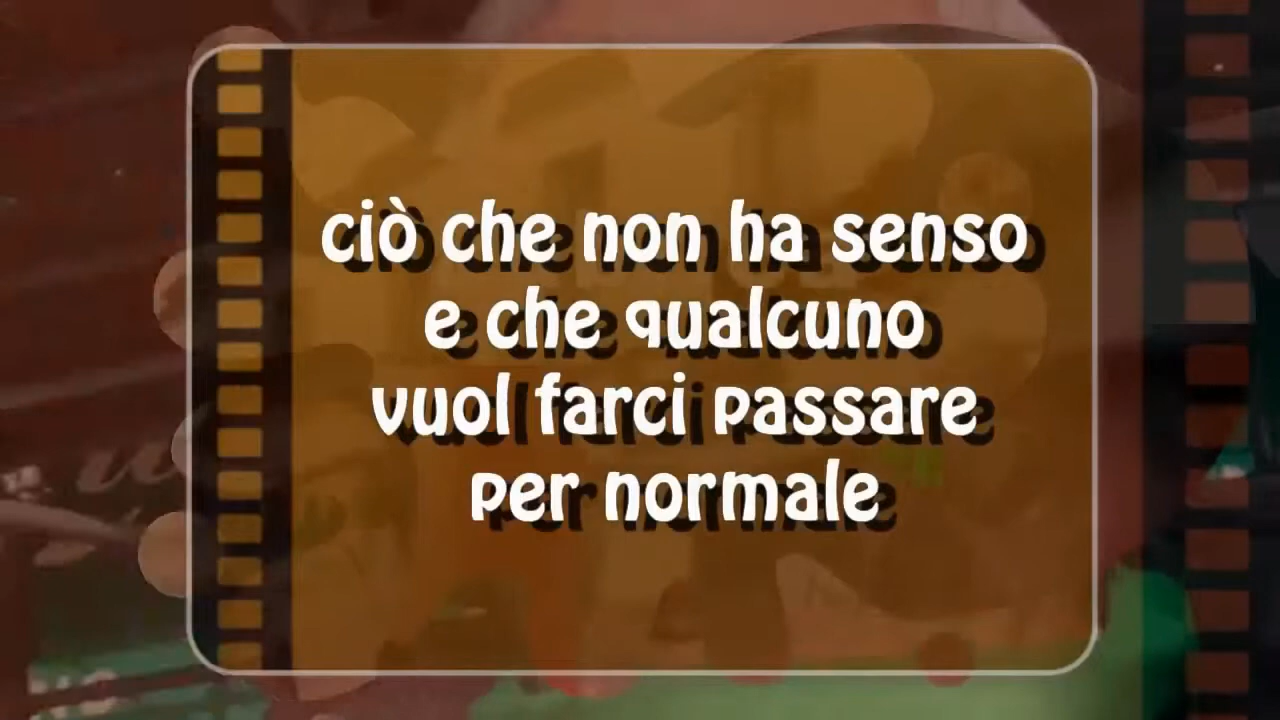 ciò che non ha senso
e che qualcuno
vuol farci passare
per normale